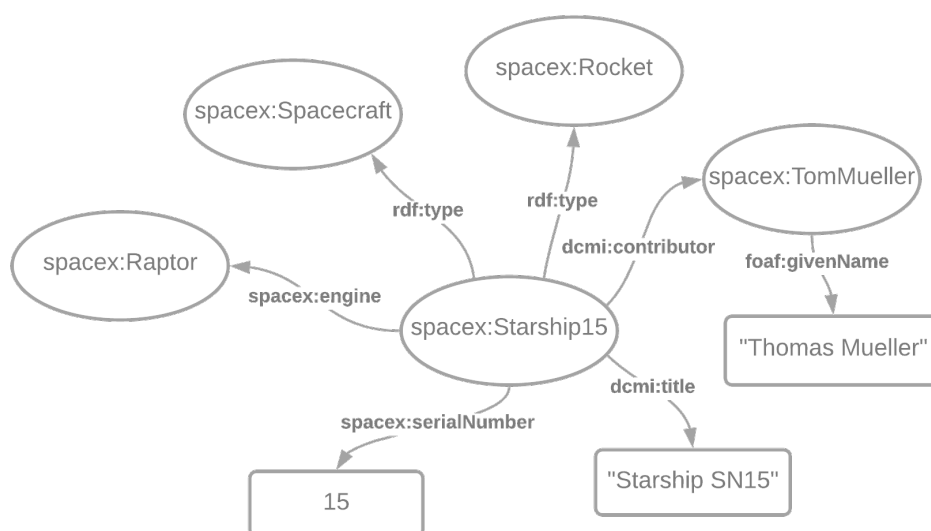 spacex:Rocket
spacex:Spacecraft
spacex:TomMueller
rdf:type
rdf:type
dcmi:contributor
spacex:Raptor
foaf:givenName
spacex:engine
spacex:Starship15
"Thomas Mueller"
dcmi:title
spacex:serialNumber
"Starship SN15"
15